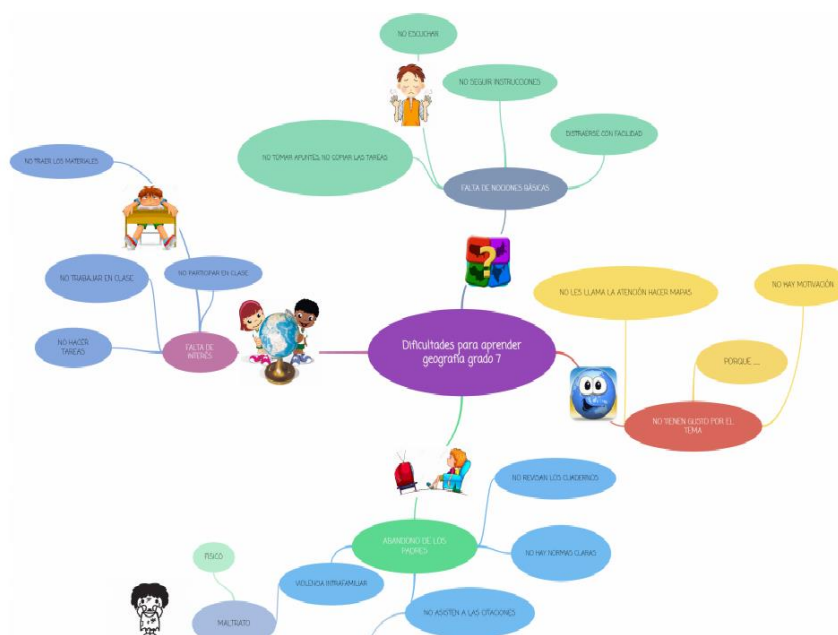 NO ESCUCHAR
NO SEGUIR INSTRUCCIONES
DISTRAERSE CON FACILIDAD
NO TOMAR APUNTES, NO COPIAR LAS TAREAS
FALTA DE NOCIONES BÁSICAS
NO TRAER LOS MATERIALES
NO TRABAJAR EN CLASE
NO PARTICIPAR EN CLASE
NO HACER
TAREAS
FALTA DE
INTERÉS
Dificultades para aprender
geografía grado 7
NO LES LLAMA LA ATENCIÓN HACER MAPAS
NO HAY MOTIVACIÓN
PORQUE ...
NO TIENEN GUSTO POR EL
TEMA
ABANDONO DE LOS
PADRES
NO REVISAN LOS CUADERNOS
NO HAY NORMAS CLARAS
NO ASISTEN A LAS CITACIONES
VIOLENCIA INTRAFAMILIAR
FISICO
MALTRATO